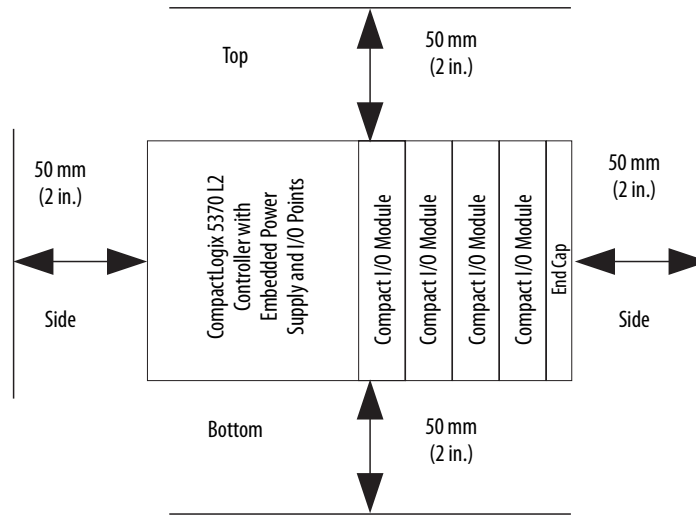 50 mm
(2 in.)
Top
50 mm
(2 in.)
Side
CompactLogix 5370 L2
Controller with
Embedded Power
Supply and I/O Points
Compact I/O Module
Compact I/O Module
Compact I/O Module
Compact I/O Module
End Cap
50 mm
(2 in.)
Side
Bottom
50 mm
(2 in.)